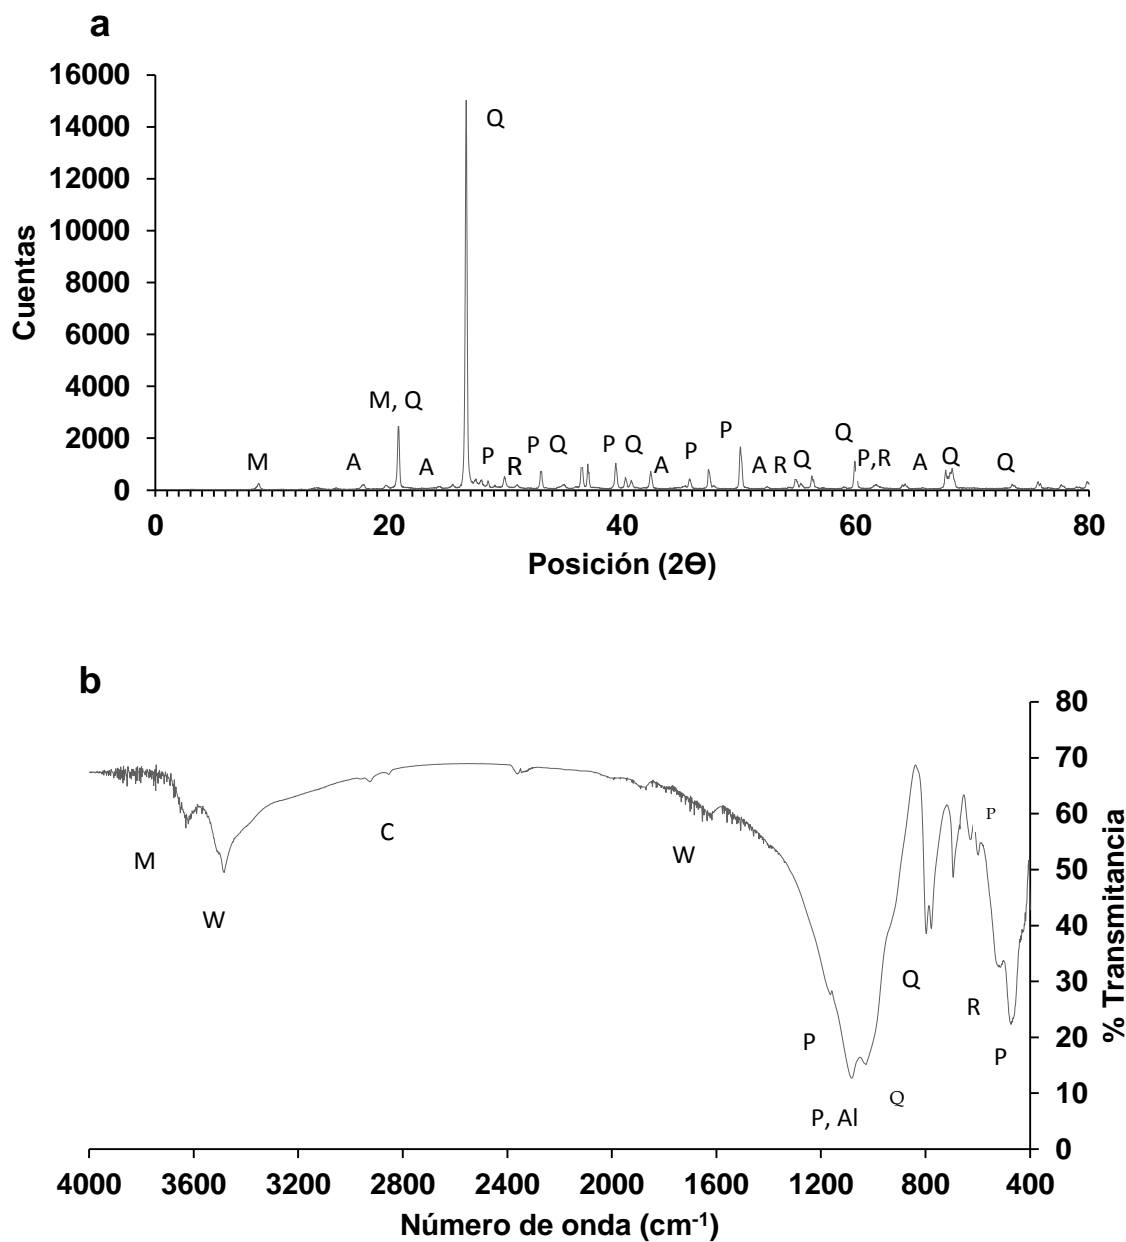 a
16000
14000
12000
10000
8000
6000
4000
2000
0
Cuentas
Q
M, Q
M
A
A
P
R
P Q
P Q
A
P
P
A R
Q
Q
P,R
A
Q
Q
0
20
40
60
80
Posición (2Ө)
b
80
70
60
50
40
30
20
10
0
% Transmitancia
M
W
C
W
P
P, Al
Q
Q
R
P
P
4000
3600
3200
2800
2400
2000
1600
1200
800
400
Número de onda (cm-1)